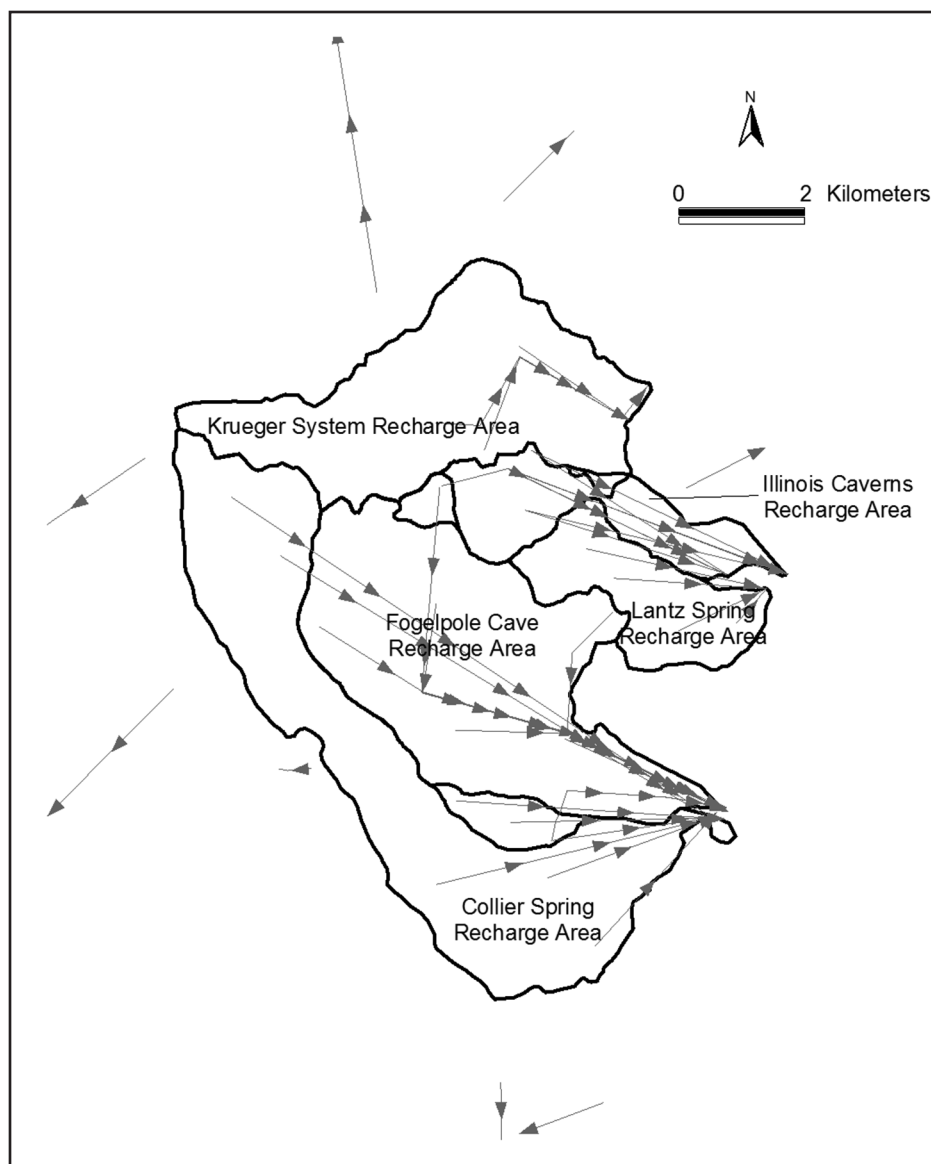 N
0 2 Kilometers
Krueger System Recharge Area
Illinois Caverns
Recharge Area
Lantz Spring
Recharge Area
Fogelpole Cave
Recharge Area
Collier Spring
Recharge Area